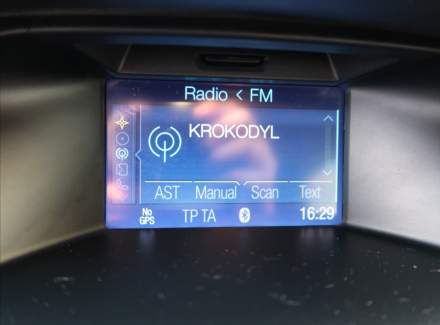 Radio < FM
KROKODYL
AST Manual Scan Text
No GPS TP TA 16:29